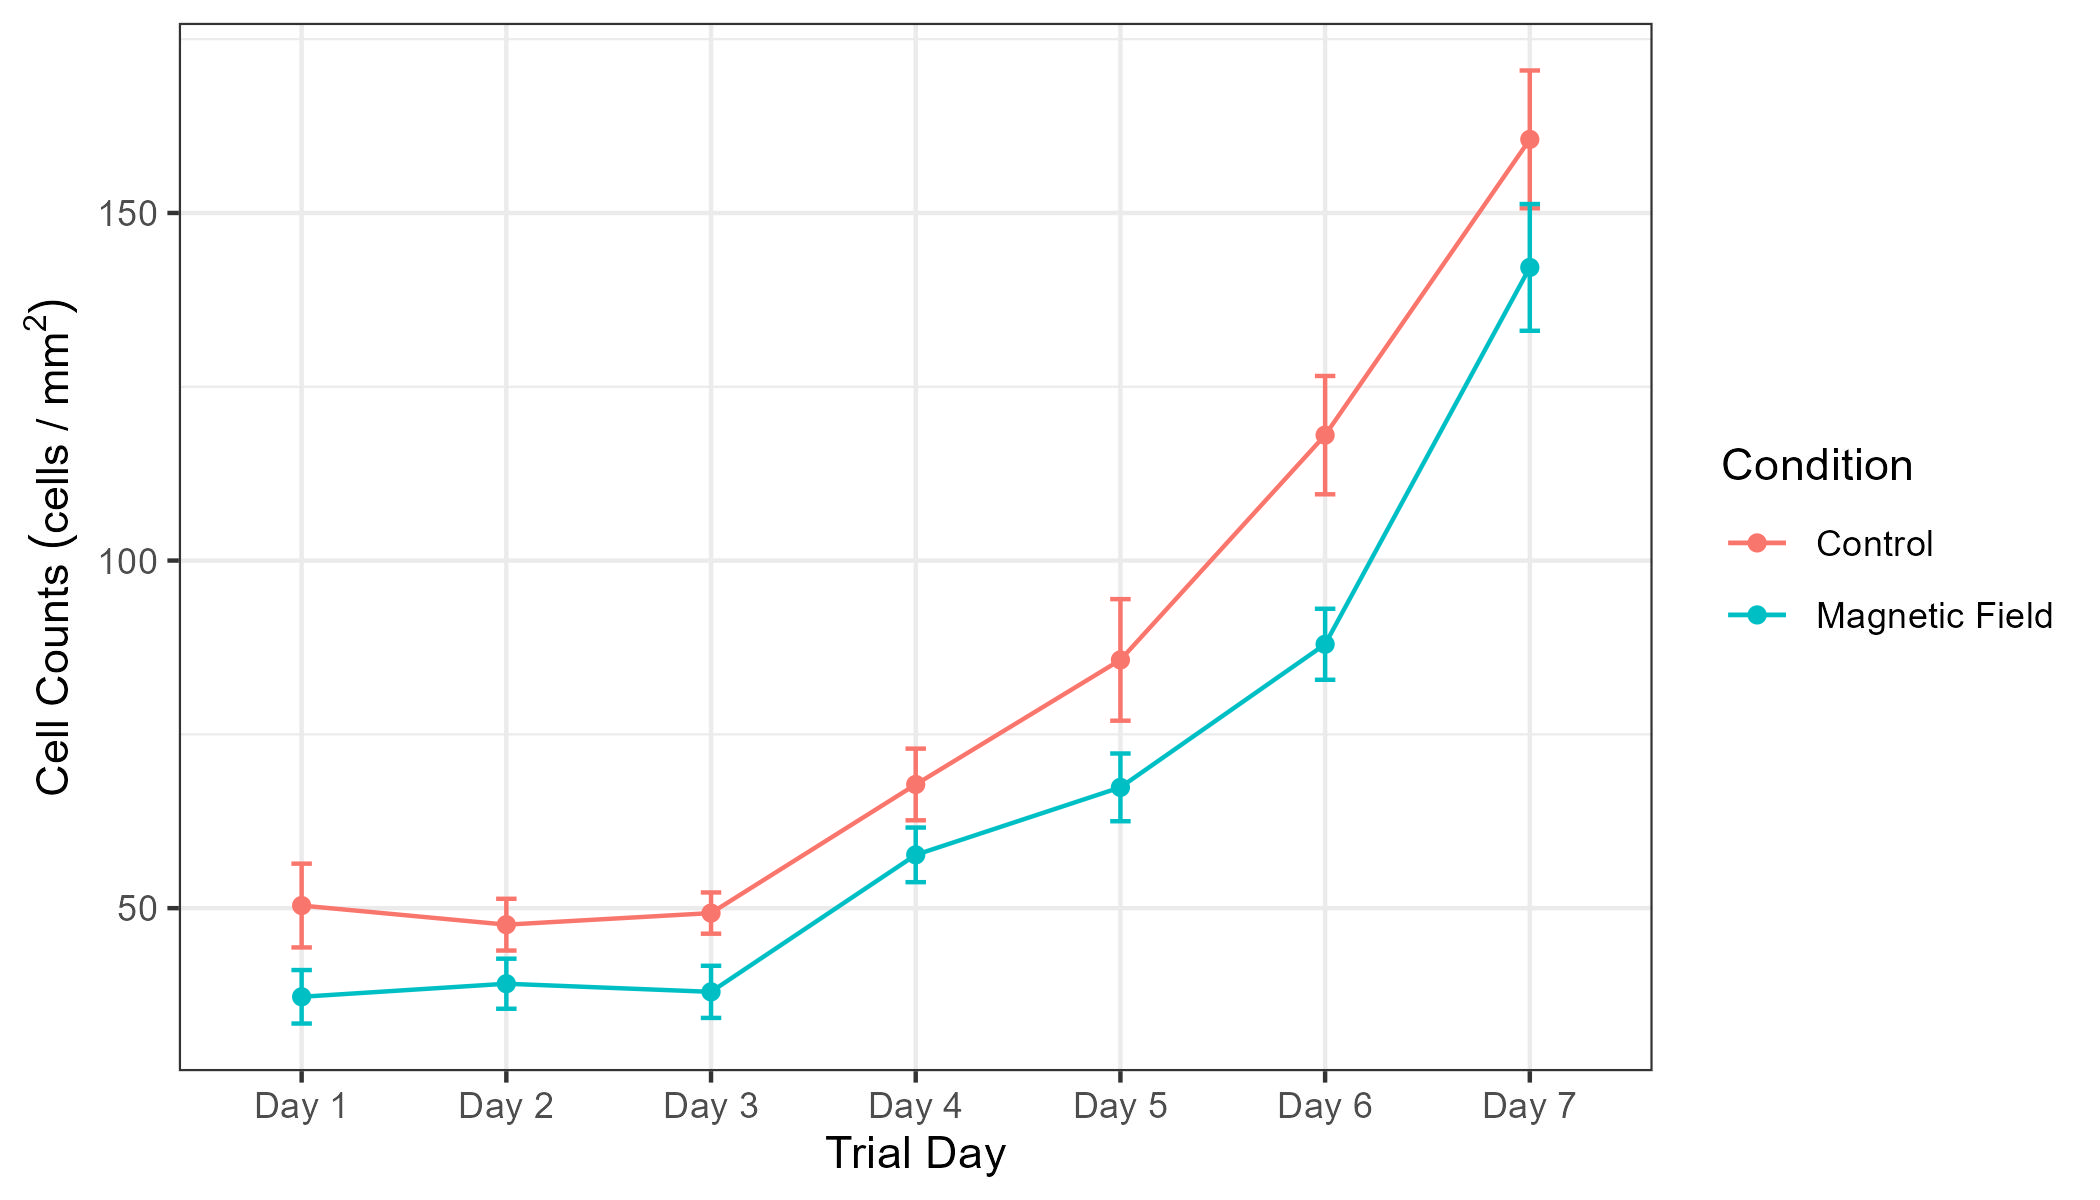 Cell Counts (cells / mm²)
150
100
50
Day 1
Day 2
Day 3
Day 4
Day 5
Day 6
Day 7
Trial Day
Condition
Control
Magnetic Field